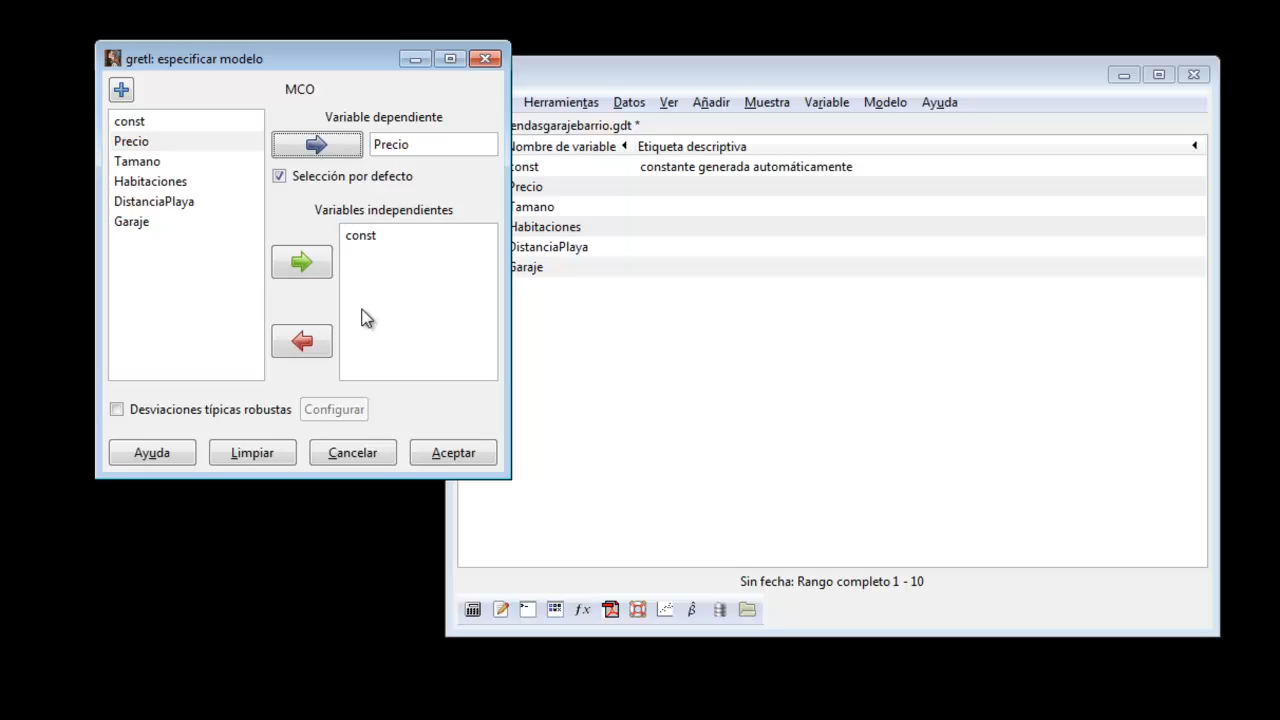 gretl: especificar modelo
MCO
const
Precio
Tamano
Habitaciones
DistanciaPlaya
Garaje
Variable dependiente
Precio
Selección por defecto
Variables independientes
const
Desviaciones típicas robustas
Configurar
Ayuda
Limpiar
Cancelar
Aceptar
Herramientas Datos Ver Añadir Muestra Variable Modelo Ayuda
endasgarajebarrio.gdt *
Nombre de variable Etiqueta descriptiva
const constante generada automáticamente
Precio
Tamano
Habitaciones
DistanciaPlaya
Garaje
Sin fecha: Rango completo 1 - 10
fx
β̂